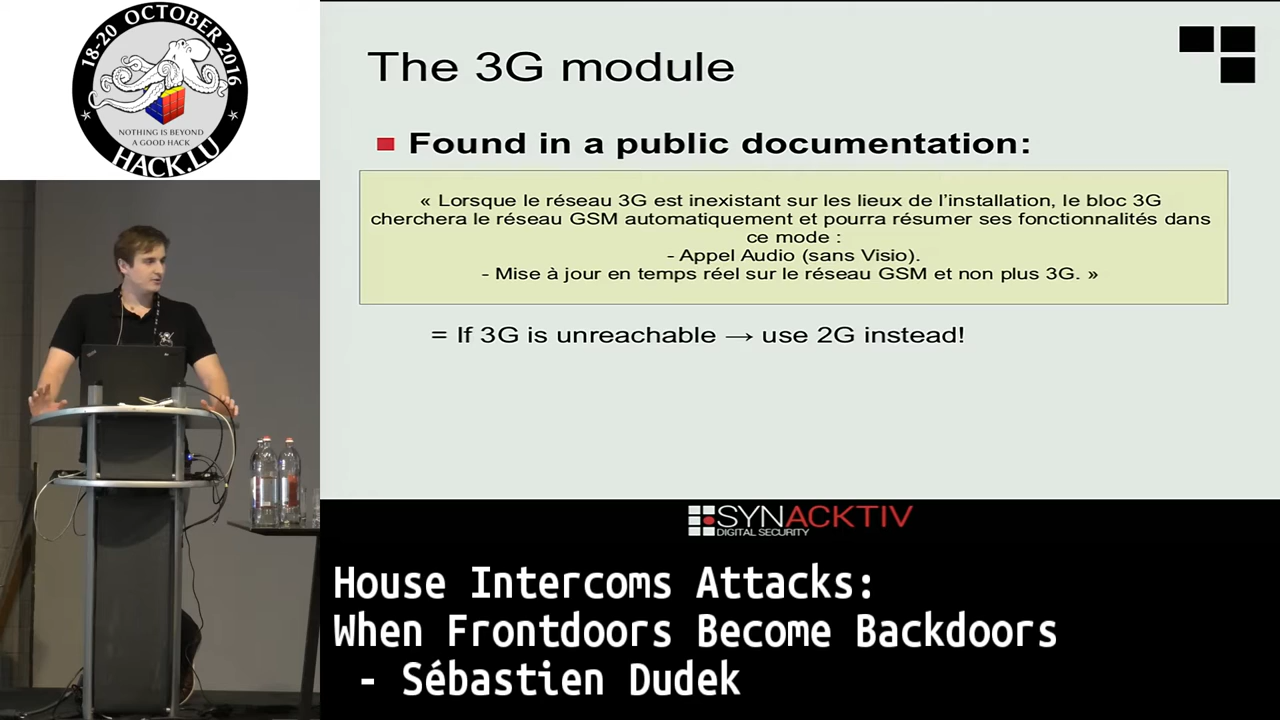 18-20 OCTOBER 2016
NOTHING IS BEYOND
A GOOD HACK
HACK.LU
The 3G module
Found in a public documentation:
« Lorsque le réseau 3G est inexistant sur les lieux de l'installation, le bloc 3G
cherchera le réseau GSM automatiquement et pourra résumer ses fonctionnalités dans
ce mode :
- Appel Audio (sans Visio).
- Mise à jour en temps réel sur le réseau GSM et non plus 3G. »
= If 3G is unreachable → use 2G instead!
SYNACKTIV
DIGITAL SECURITY
House Intercoms Attacks:
When Frontdoors Become Backdoors
- Sébastien Dudek